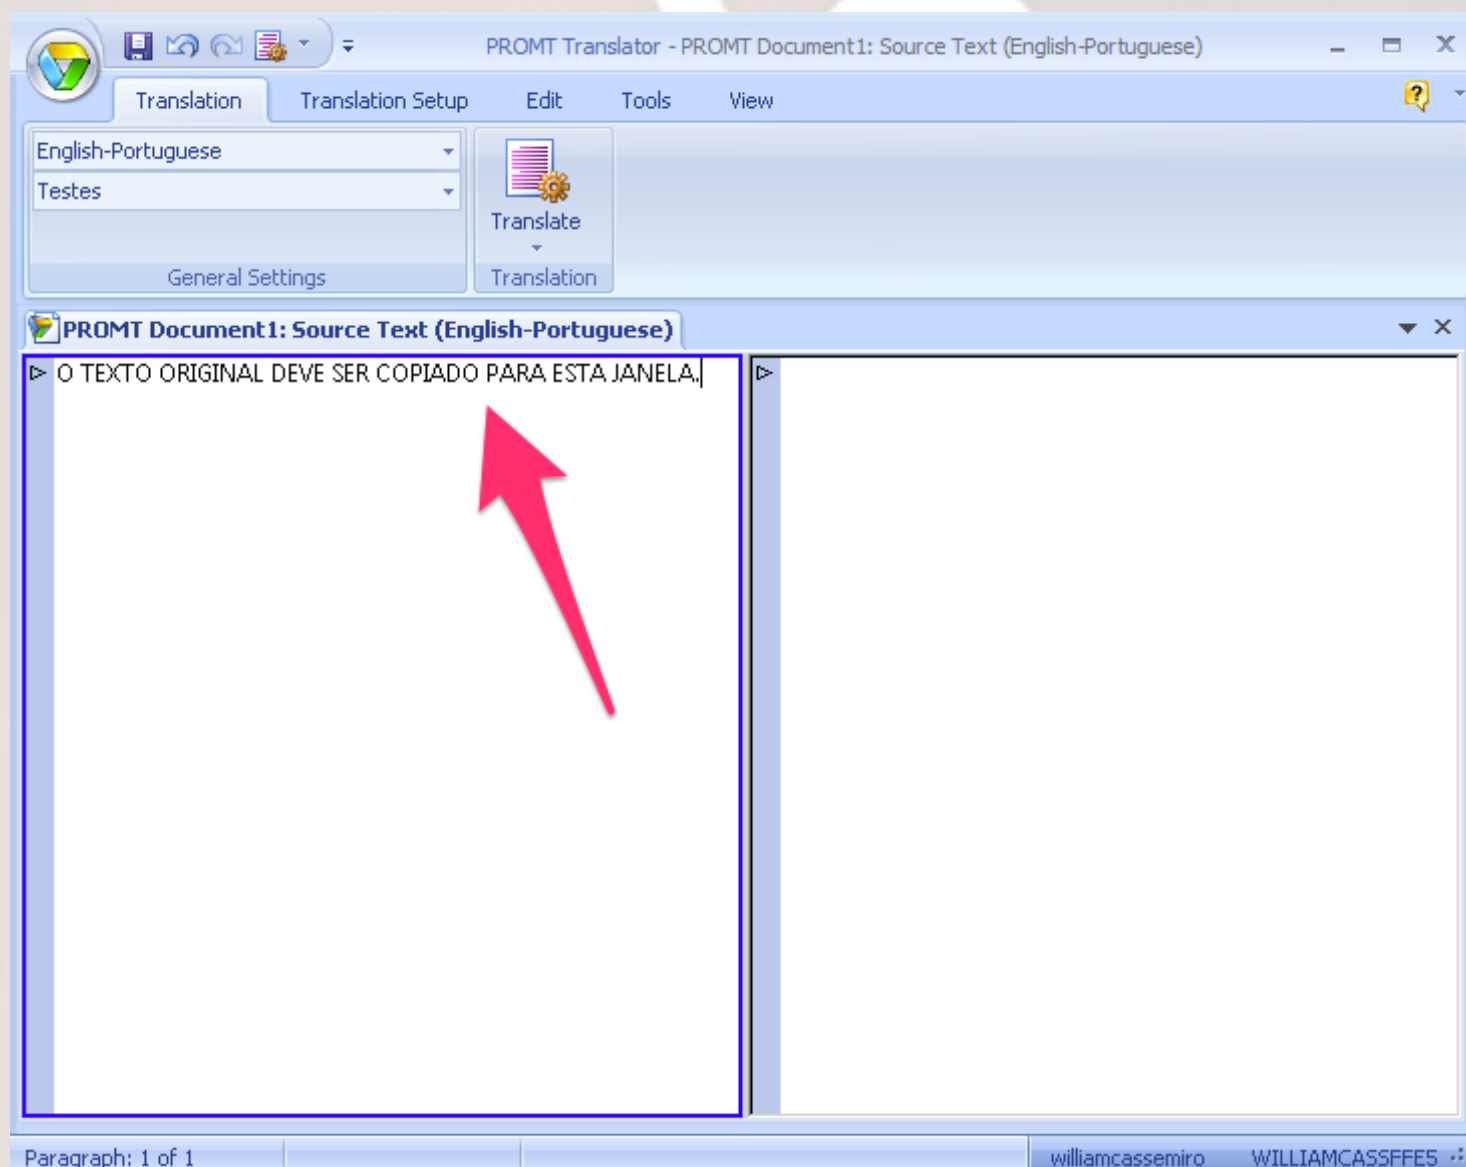 PROMT Translator - PROMT Document1: Source Text (English-Portuguese)
Translation Translation Setup Edit Tools View
English-Portuguese
Testes
Translate
General Settings Translation
PROMT Document1: Source Text (English-Portuguese)
O TEXTO ORIGINAL DEVE SER COPIADO PARA ESTA JANELA.
Paragraph: 1 of 1 williamcassemiro WILLIAMCASSFFE5